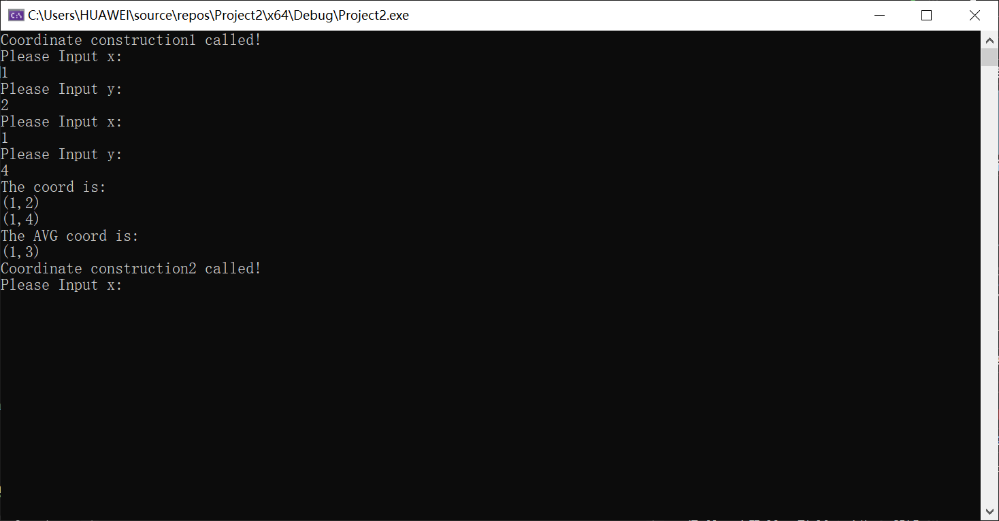 C:\Users\HUAWEI\source\repos\Project2\x64\Debug\Project2.exe
Coordinate construction1 called!
Please Input x:
1
Please Input y:
2
Please Input x:
1
Please Input y:
4
The coord is:
(1,2)
(1,4)
The AVG coord is:
(1,3)
Coordinate construction2 called!
Please Input x: